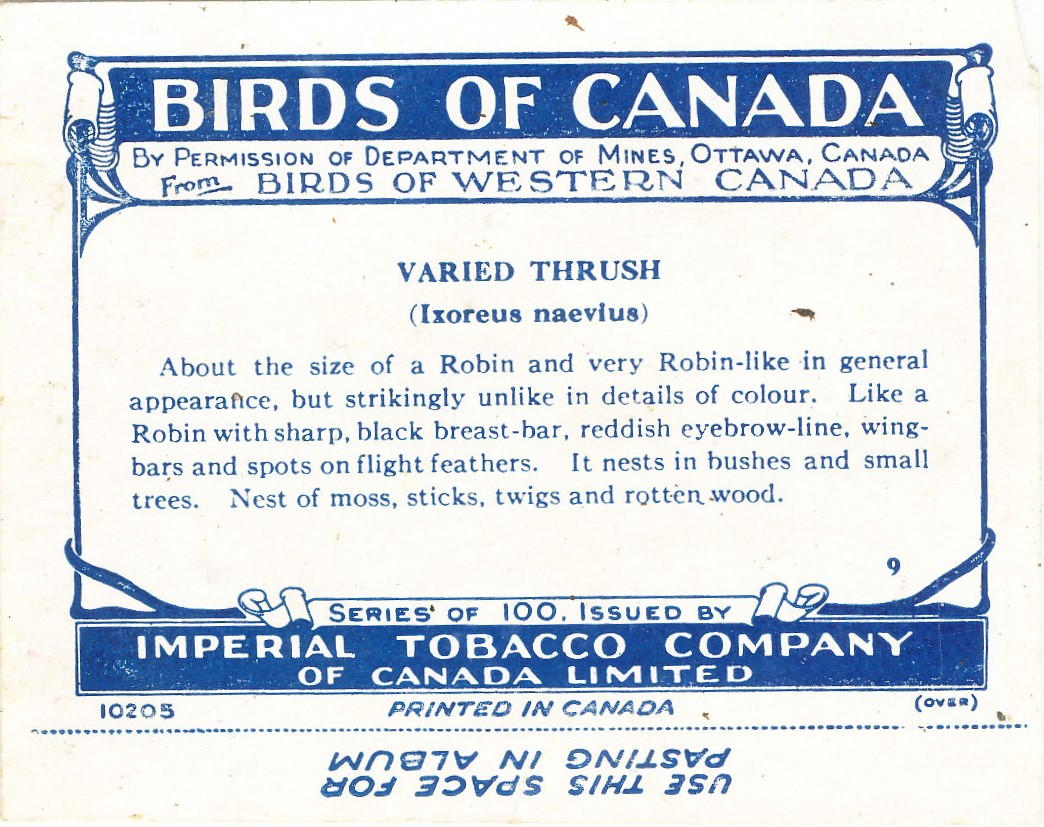 BIRDS OF CANADA
BY PERMISSION OF DEPARTMENT OF MINES, OTTAWA, CANADA
From BIRDS OF WESTERN CANADA
VARIED THRUSH
(Ixoreus naevius)
About the size of a Robin and very Robin-like in general
appearance, but strikingly unlike in details of colour. Like a
Robin with sharp, black breast-bar, reddish eyebrow-line, wing-
bars and spots on flight feathers. It nests in bushes and small
trees. Nest of moss, sticks, twigs and rotten wood.
9
SERIES OF 100. ISSUED BY
IMPERIAL TOBACCO COMPANY
OF CANADA LIMITED
10205 PRINTED IN CANADA (OVER)
USE THIS SPACE FOR
PASTING IN ALBUM